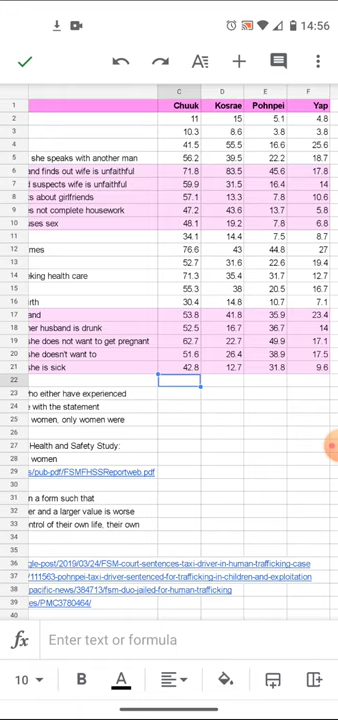 14:56
C D E F
1 Chuuk Kosrae Pohnpei Yap
2 11 15 5.1 4.8
3 10.3 8.6 3.8 3.8
4 41.5 55.5 16.6 25.6
5 she speaks with another man 56.2 39.5 22.2 18.7
6 and finds out wife is unfaithful 71.8 83.5 45.6 17.8
7 d suspects wife is unfaithful 59.9 31.5 16.4 14
8 s about girlfriends 57.1 13.3 7.8 10.6
9 es not complete housework 47.2 43.6 13.7 5.8
10 uses sex 48.1 19.2 7.8 6.8
11 34.1 14.4 7.5 8.7
12 mes 76.6 43 44.8 27
13 52.7 31.6 22.6 19.4
14 eking health care 71.3 35.4 31.7 12.7
15 55.3 38 20.5 16.7
16 rth 30.4 14.8 10.7 7.1
17 and 53.8 41.8 35.9 23.4
18 her husband is drunk 52.5 16.7 36.7 14
19 she does not want to get pregnant 62.7 22.7 49.9 17.1
20 she doesn't want to 51.6 26.4 38.9 17.5
21 she is sick 42.8 12.7 31.8 9.6
22
23 ho either have experienced
24 e with the statement
25 women, only women were
26
27 Health and Safety Study:
28 women
29 s/pub-pdf/FSMFHSSReportweb.pdf
30
31 n a form such that
32 er and a larger value is worse
33 ontrol of their own life, their own
34
35
36 gle-post/2019/03/24/FSM-court-sentences-taxi-driver-in-human-trafficking-case
37 /111563-pohnpei-taxi-driver-sentenced-for-trafficking-in-children-and-exploitation
38 pacific-news/384713/fsm-duo-jailed-for-human-trafficking
39 es/PMC3780464/
40
fx Enter text or formula
10 B A